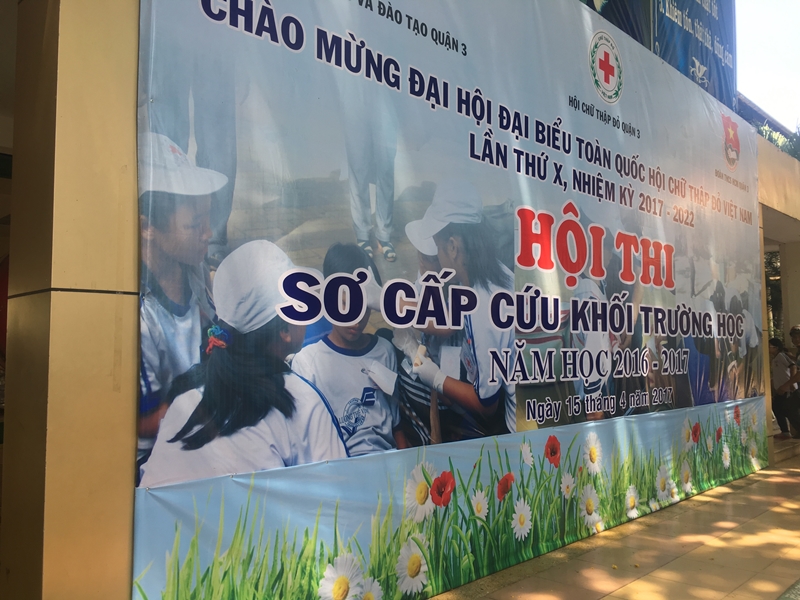 VÀ ĐÀO TẠO QUẬN 3
HỘI CHỮ THẬP ĐỎ QUẬN 3
CHÀO MỪNG ĐẠI HỘI ĐẠI BIỂU TOÀN QUỐC HỘI CHỮ THẬP ĐỎ VIỆT NAM
LẦN THỨ X, NHIỆM KỲ 2017 - 2022
HỘI THI
SƠ CẤP CỨU KHỐI TRƯỜNG HỌC
NĂM HỌC 2016 - 2017
Ngày 15 tháng 4 năm 2017